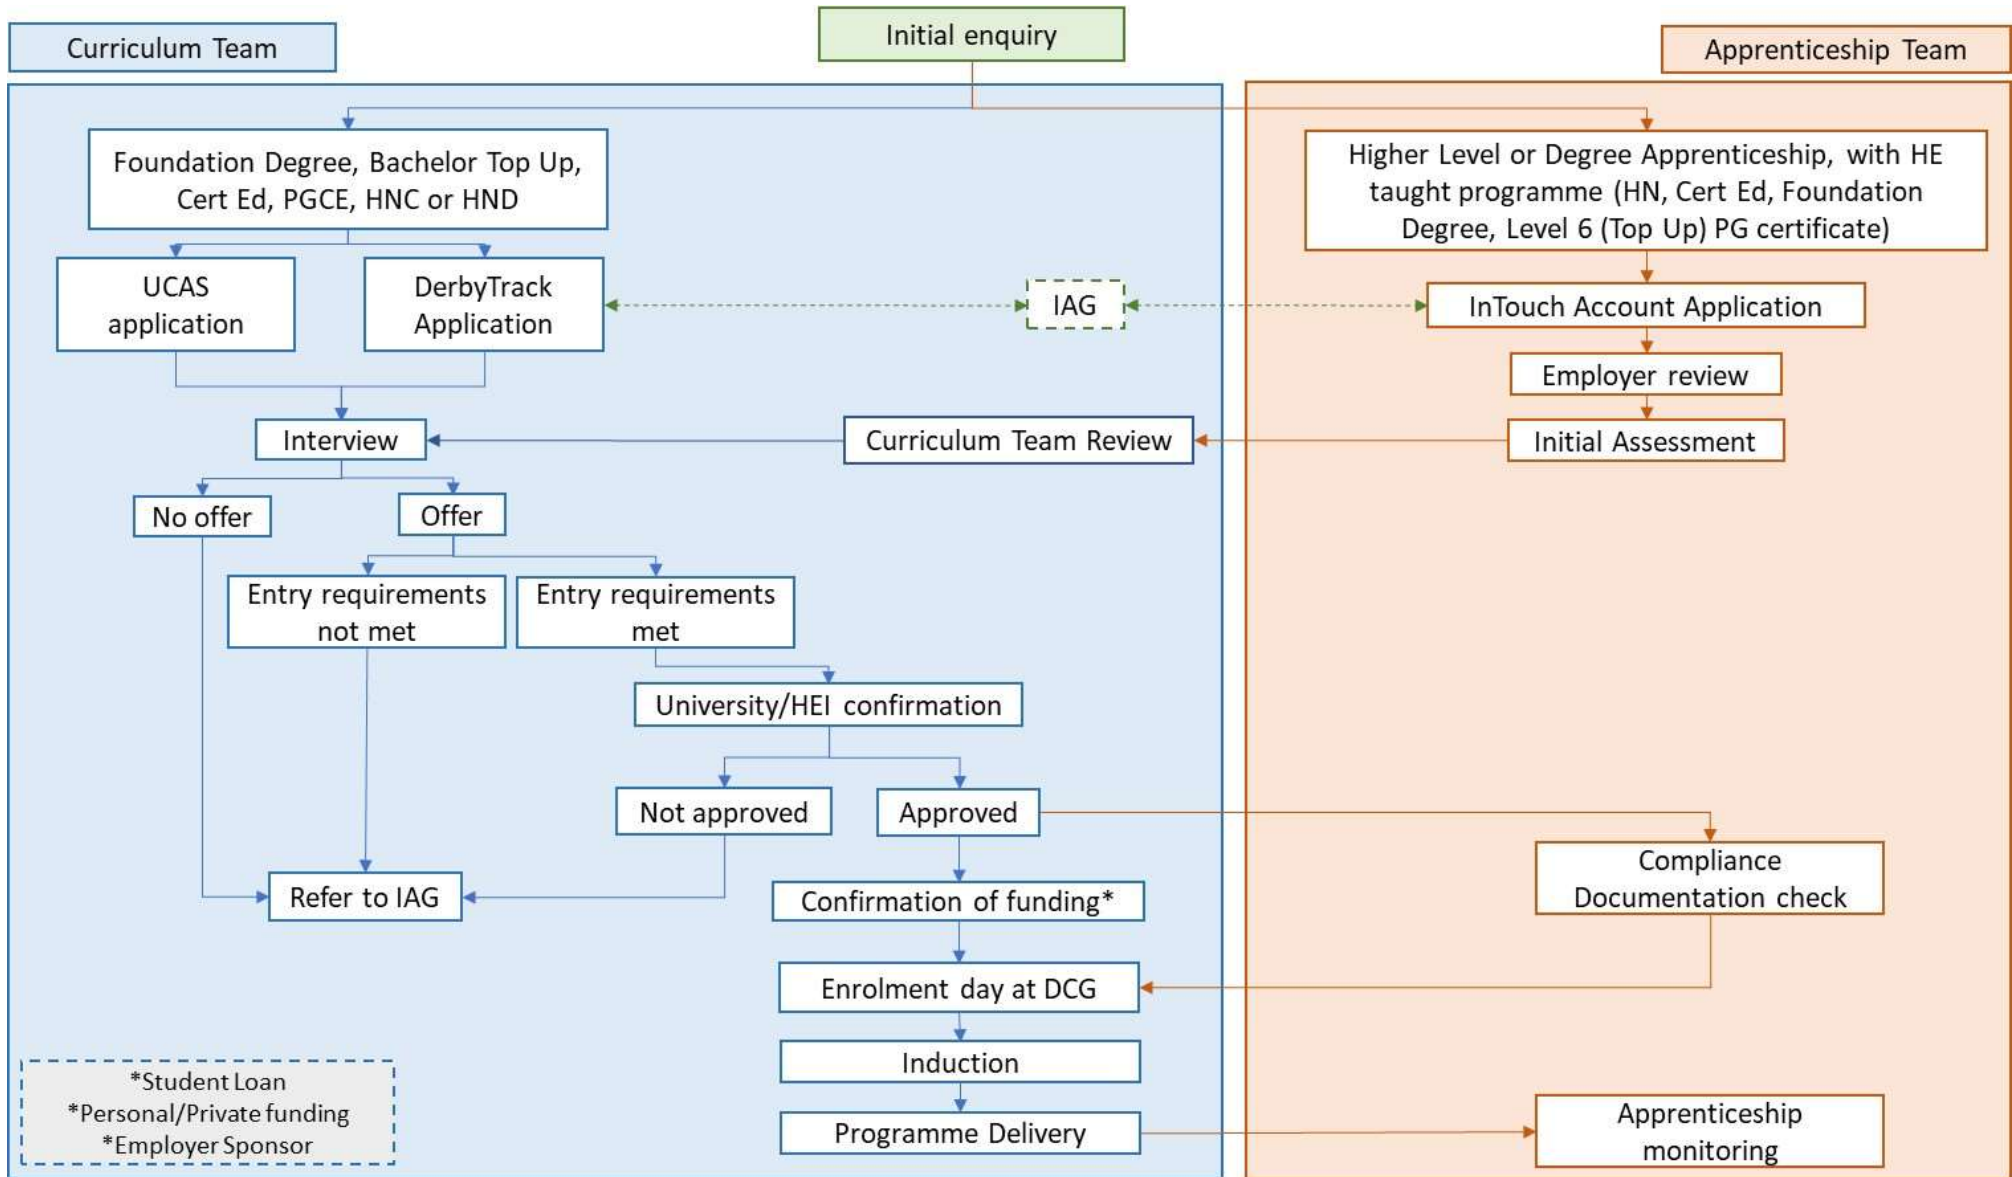 Curriculum Team
Initial enquiry
Apprenticeship Team
Foundation Degree, Bachelor Top Up,
Cert Ed, PGCE, HNC or HND
Higher Level or Degree Apprenticeship, with HE
taught programme (HN, Cert Ed, Foundation
Degree, Level 6 (Top Up) PG certificate)
UCAS
application
DerbyTrack
Application
IAG
InTouch Account Application
Employer review
Interview
Curriculum Team Review
Initial Assessment
No offer
Offer
Entry requirements
not met
Entry requirements
met
University/HEI confirmation
Not approved
Approved
Compliance
Documentation check
Refer to IAG
Confirmation of funding*
Enrolment day at DCG
Induction
*Student Loan
*Personal/Private funding
*Employer Sponsor
Programme Delivery
Apprenticeship
monitoring